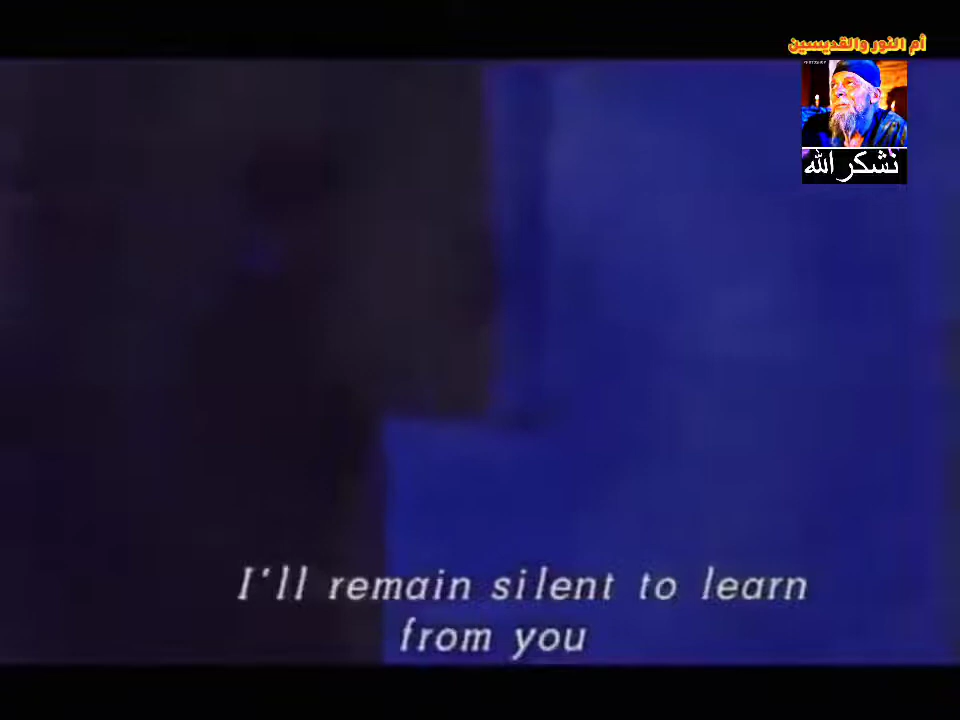 أم النور والقديسين
نشكر الله
I'll remain silent to learn
from you